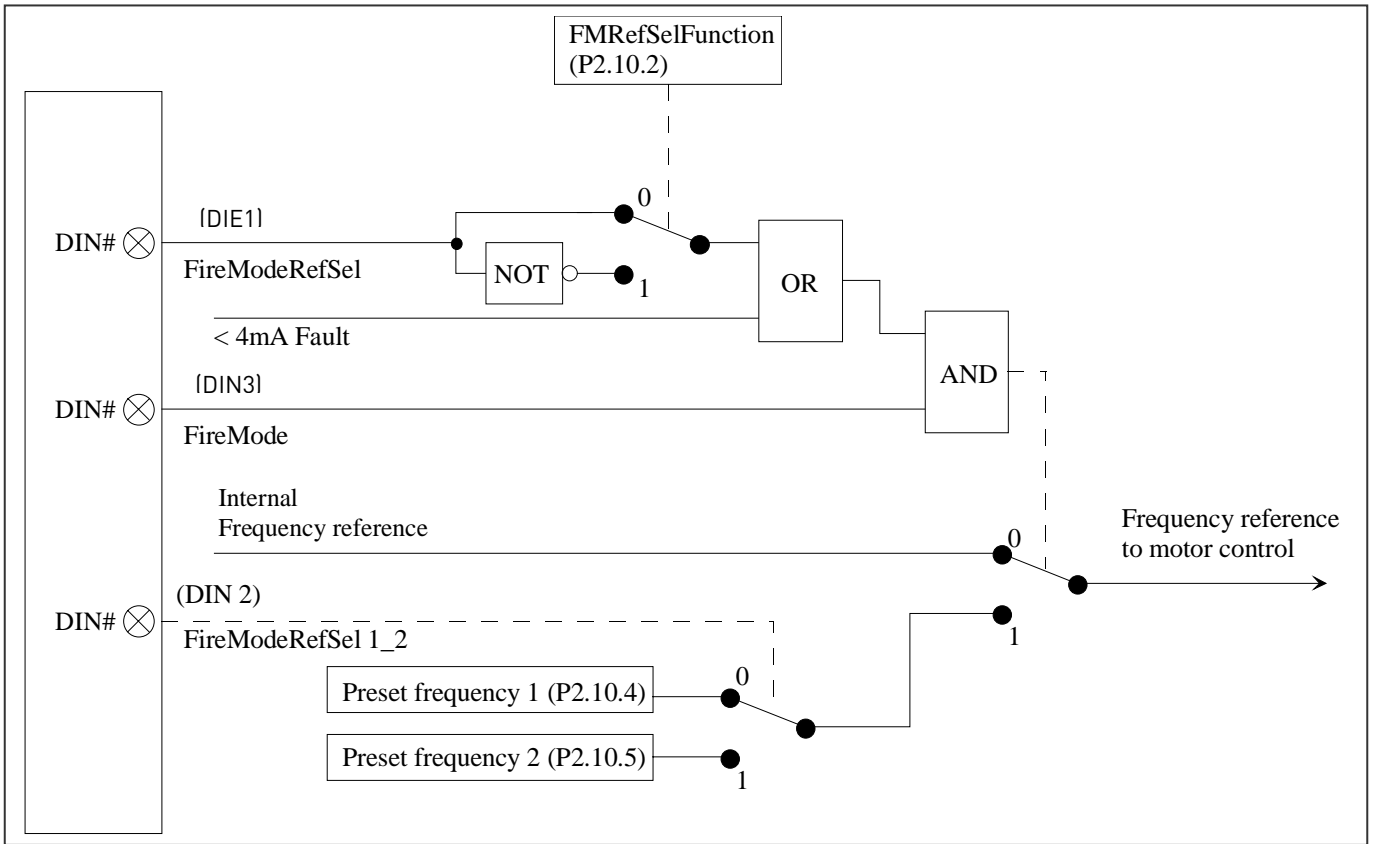 FMRefSelFunction
(P2.10.2)
0
(DIE1)
DIN#
FireModeRefSel
NOT
1
OR
< 4mA Fault
AND
(DIN3)
DIN#
FireMode
Internal
Frequency reference
0
Frequency reference
to motor control
(DIN 2)
DIN#
FireModeRefSel 1_2
1
0
Preset frequency 1 (P2.10.4)
Preset frequency 2 (P2.10.5)
1